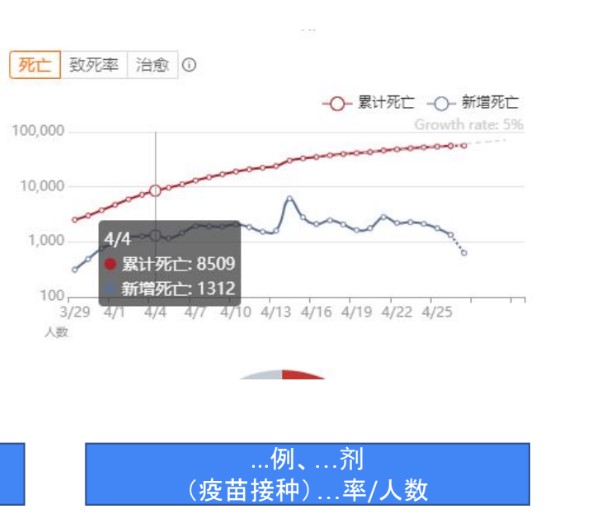 死亡 致死率 治愈
累计死亡 新增死亡
Growth rate: 5%
100,000
10,000
1,000
100
4/4
累计死亡: 8509
新增死亡: 1312
3/29 4/1 4/4 4/7 4/10 4/13 4/16 4/19 4/22 4/25
人数
...例、...剂
（疫苗接种）...率/人数